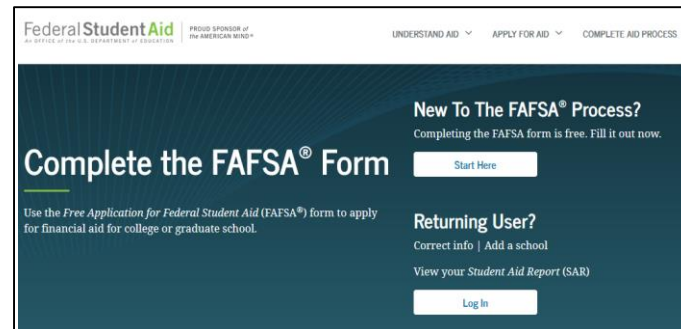 Federal Student Aid
An OFFICE of the U.S. DEPARTMENT of EDUCATION
PROUD SPONSOR of
the AMERICAN MIND®
UNDERSTAND AID
APPLY FOR AID
COMPLETE AID PROCESS
Complete the FAFSA® Form
Use the Free Application for Federal Student Aid (FAFSA®) form to apply
for financial aid for college or graduate school.
New To The FAFSA® Process?
Completing the FAFSA form is free. Fill it out now.
Start Here
Returning User?
Correct info | Add a school
View your Student Aid Report (SAR)
Log In